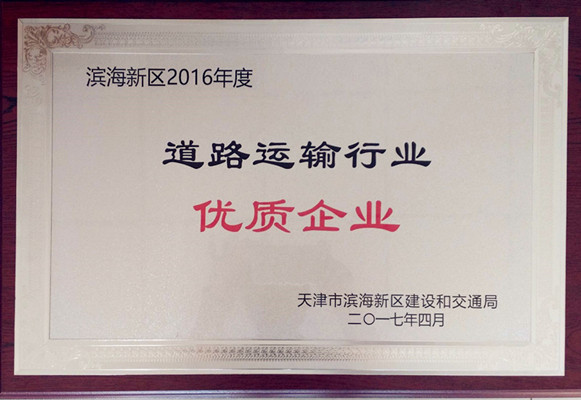 滨海新区2016年度
道路运输行业
优质企业
天津市滨海新区建设和交通局
二〇一七年四月